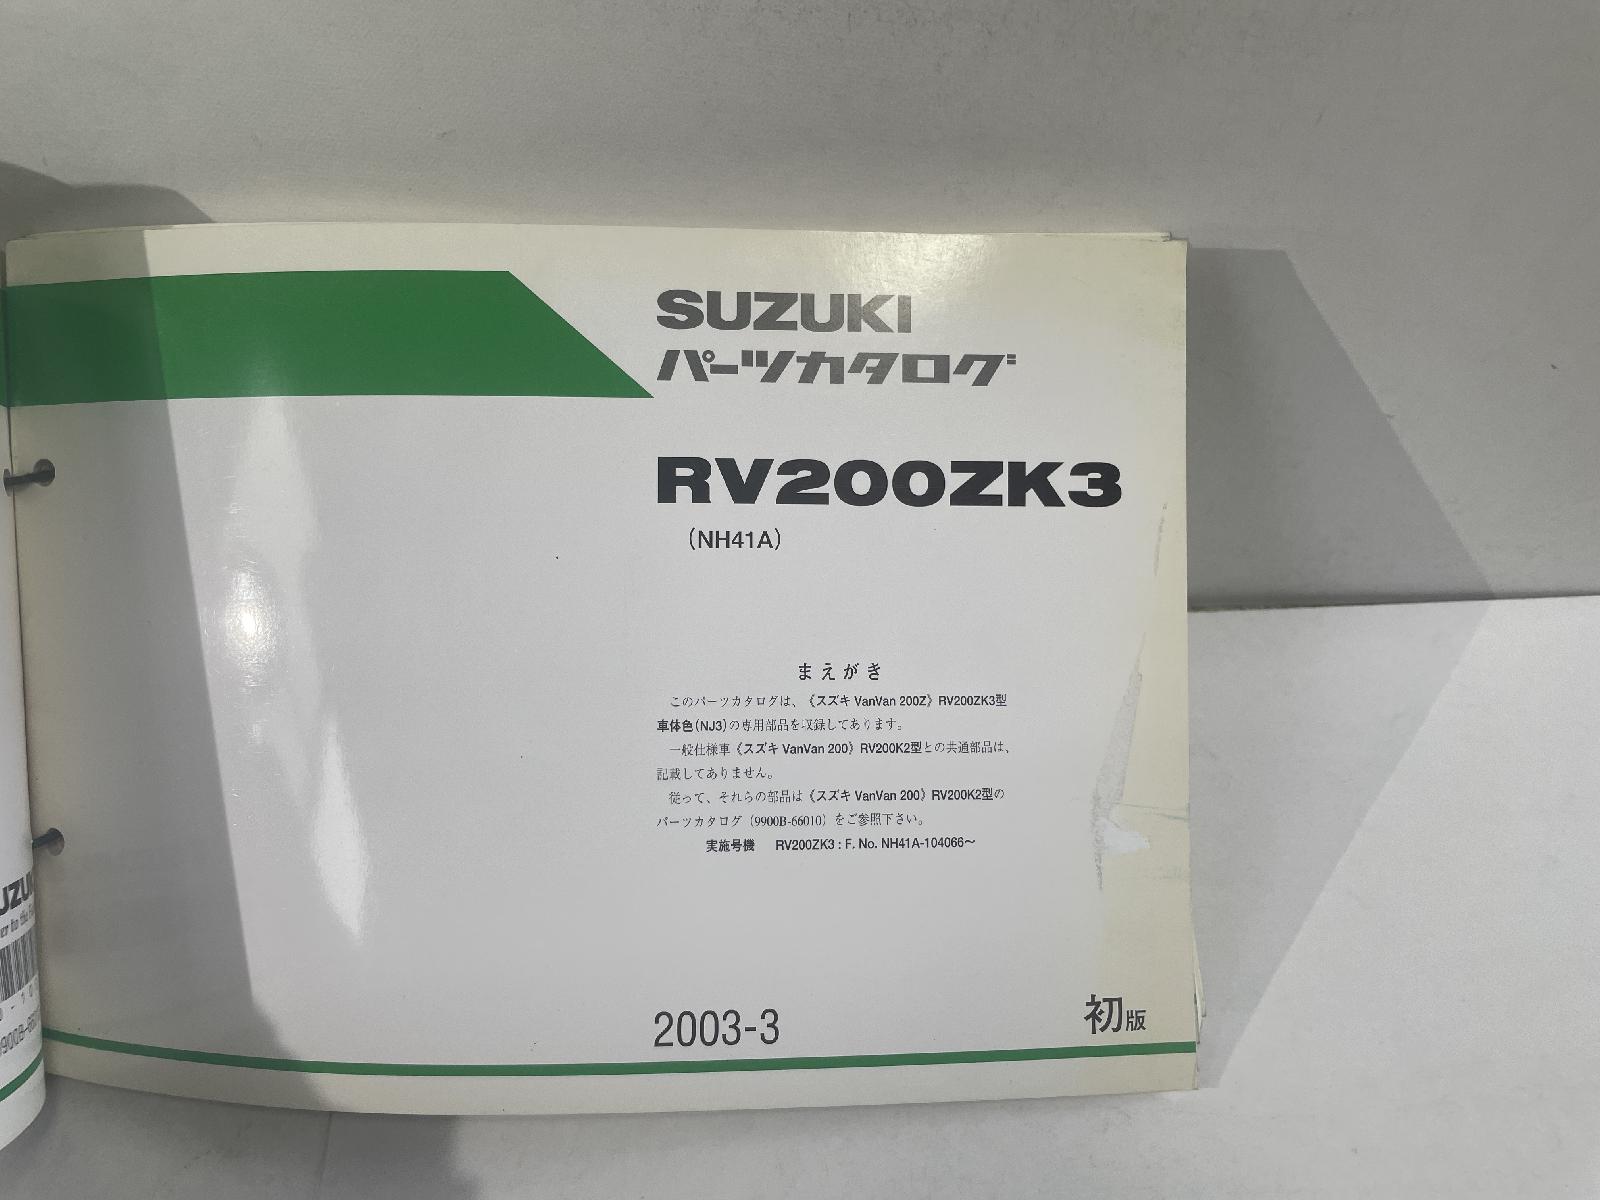 SUZUKI
パーツカタログ
RV200ZK3
(NH41A)
まえがき
このパーツカタログは、《スズキ VanVan 200Z》RV200ZK3型
車体色(NJ3)の専用部品を収録してあります。
一般仕様車《スズキ VanVan 200》RV200K2型との共通部品は、
記載してありません。
従って、それらの部品は《スズキ VanVan 200》RV200K2型の
パーツカタログ(9900B-66010)をご参照下さい。
実施号機 RV200ZK3 : F. No. NH41A-104066〜
2003-3
初版